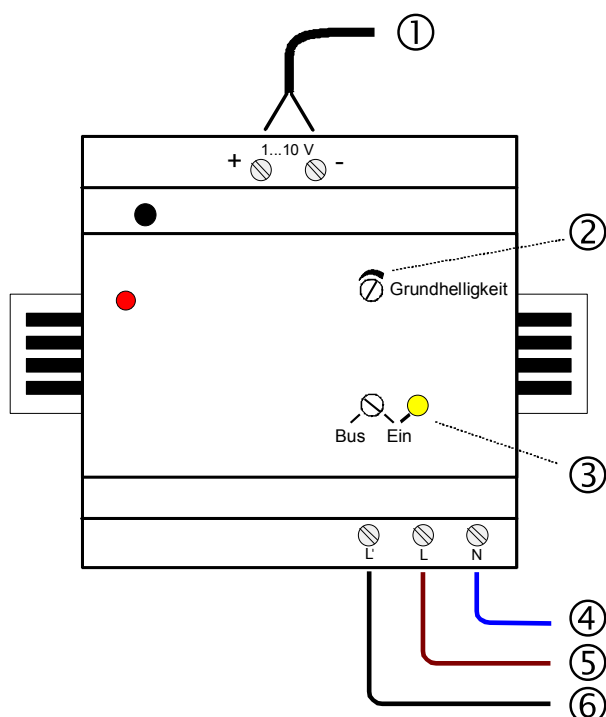 ①
1...10 V
+ -
②
Grundhelligkeit
Bus Ein
③
L' L N
④
⑤
⑥